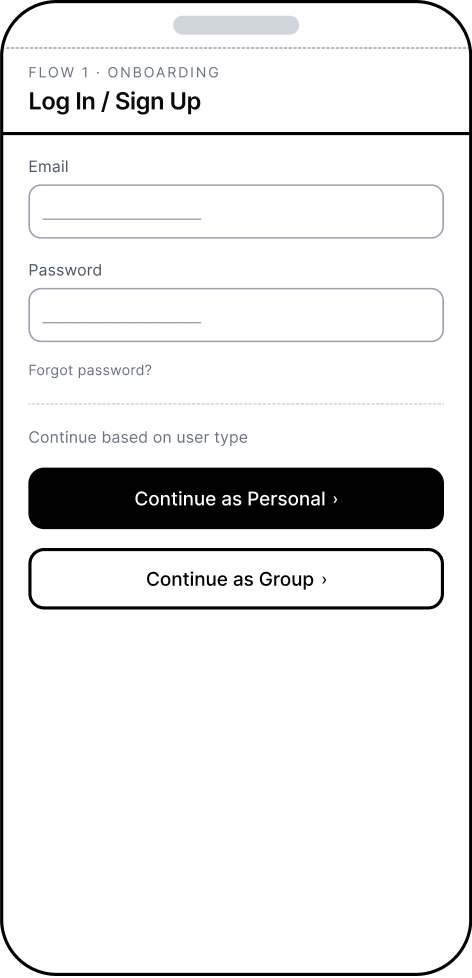 FLOW 1 · ONBOARDING
Log In / Sign Up
Email
Password
Forgot password?
Continue based on user type
Continue as Personal ›
Continue as Group ›